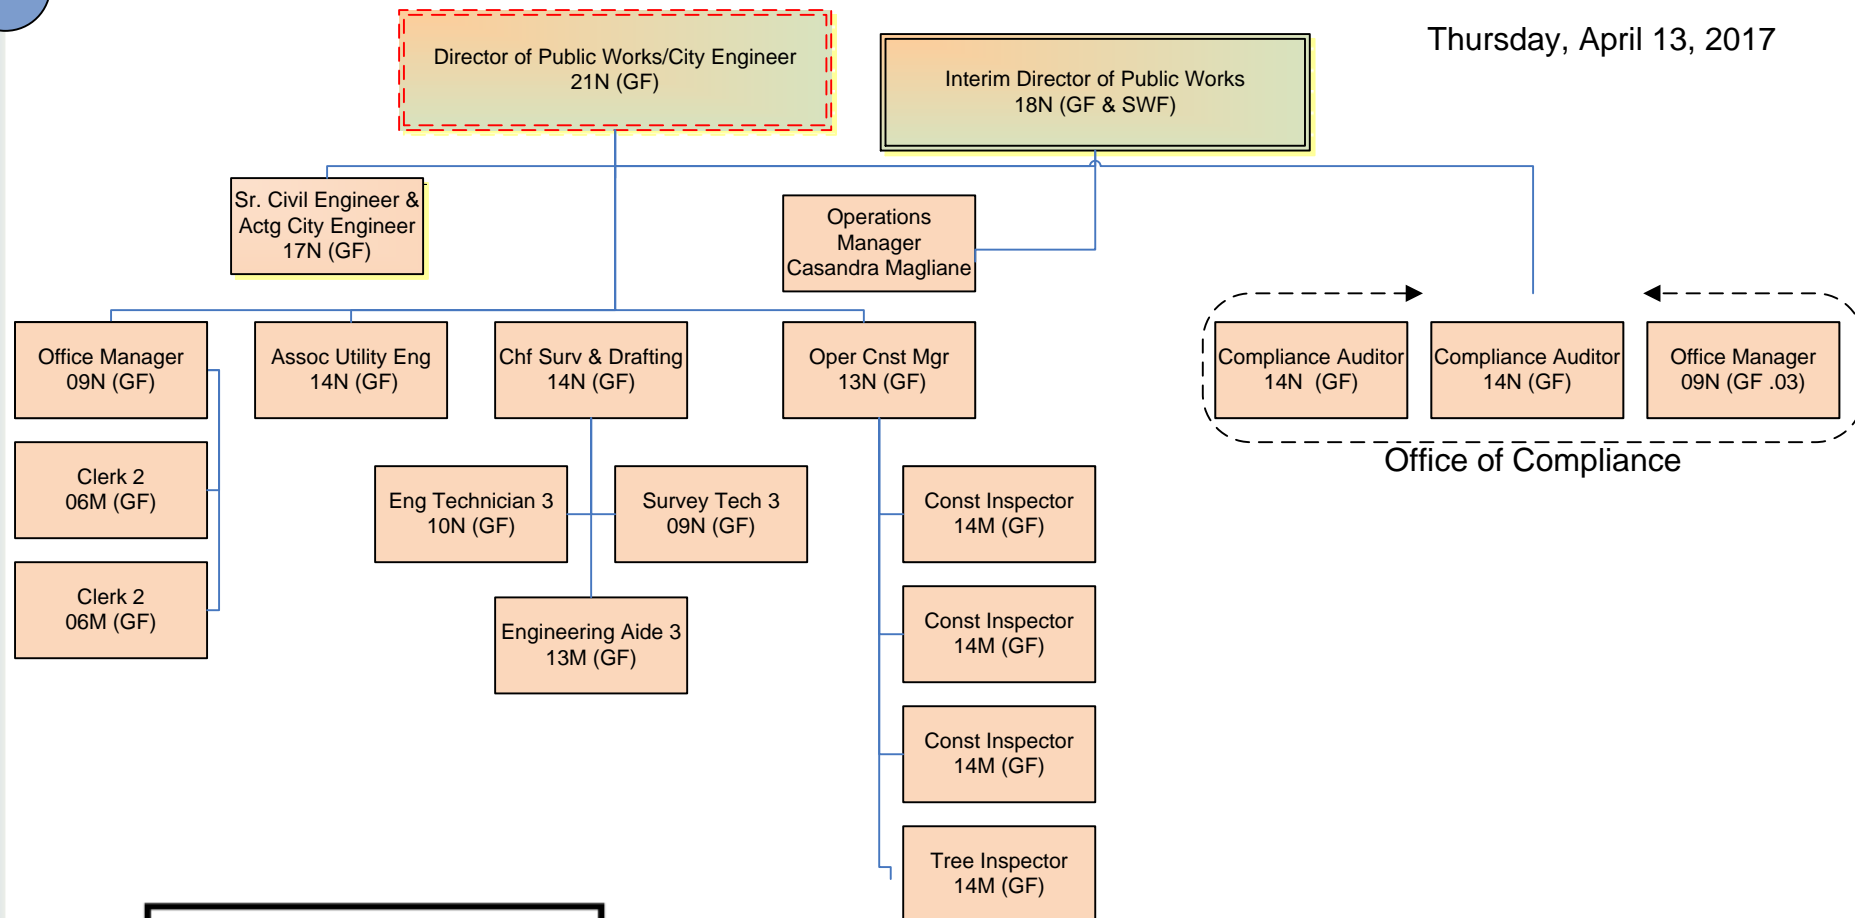 Thursday, April 13, 2017
Director of Public Works/City Engineer
21N (GF)
Interim Director of Public Works
18N (GF & SWF)
Sr. Civil Engineer &
Actg City Engineer
17N (GF)
Operations
Manager
Casandra Magliane
Office Manager
09N (GF)
Assoc Utility Eng
14N (GF)
Chf Surv & Drafting
14N (GF)
Oper Cnst Mgr
13N (GF)
Compliance Auditor
14N  (GF)
Compliance Auditor
14N (GF)
Office Manager
09N (GF .03)
Office of Compliance
Clerk 2
06M (GF)
Eng Technician 3
10N (GF)
Survey Tech 3
09N (GF)
Const Inspector
14M (GF)
Clerk 2
06M (GF)
Engineering Aide 3
13M (GF)
Const Inspector
14M (GF)
Const Inspector
14M (GF)
Tree Inspector
14M (GF)